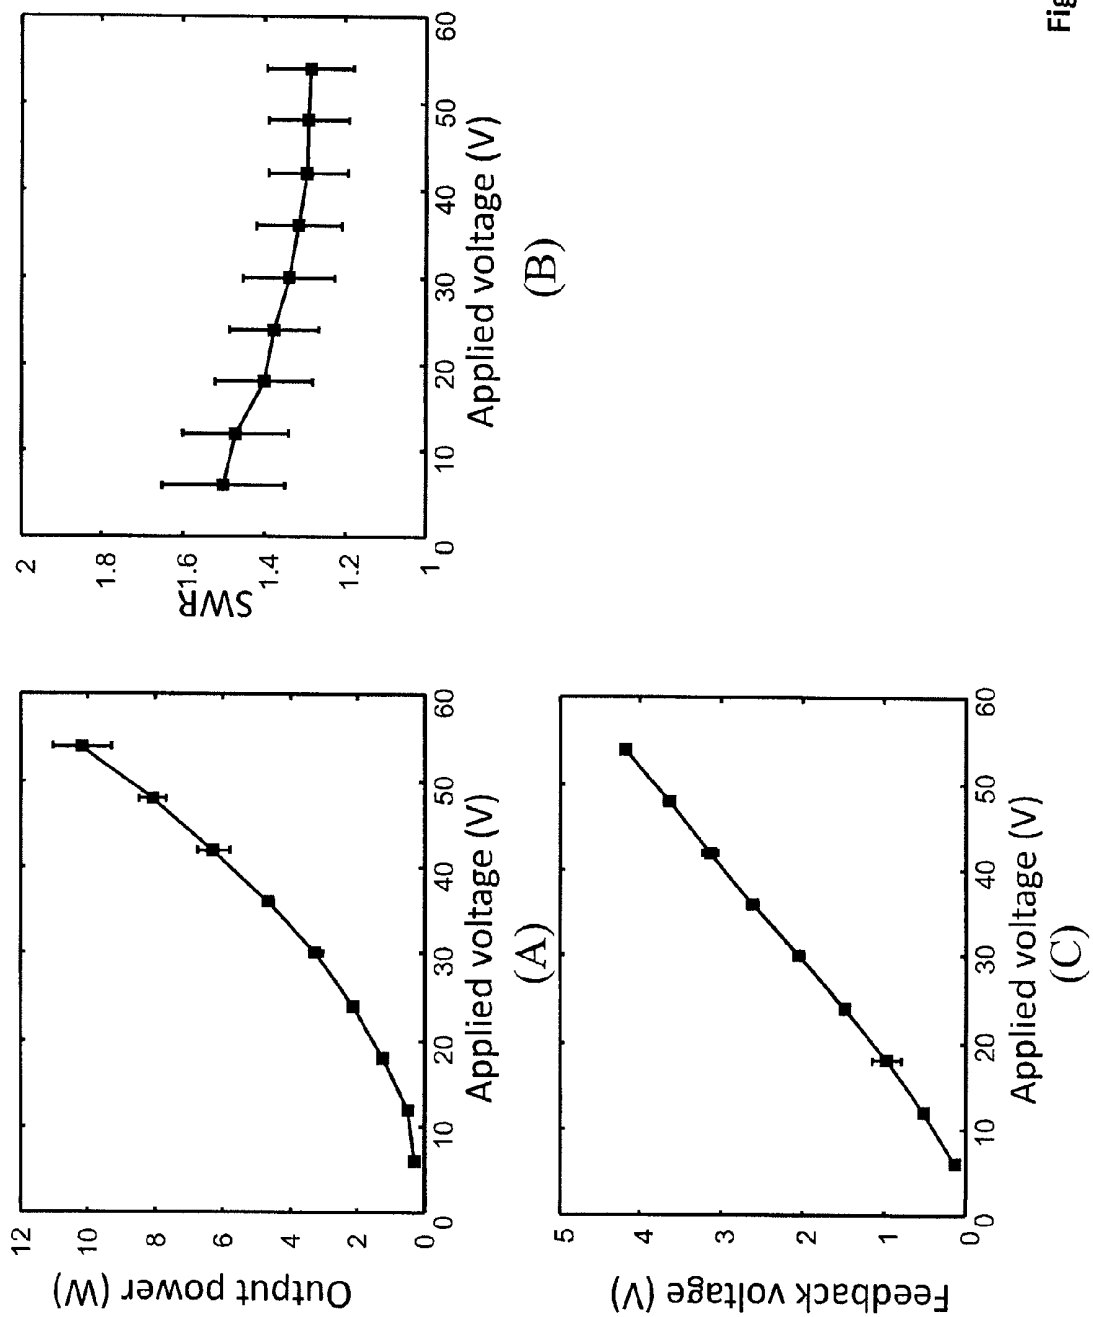 Output power (W)
12
10
8
6
4
2
0
0 10 20 30 40 50 60
Applied voltage (V)
(A)
SWR
2
1.8
1.6
1.4
1.2
1
0 10 20 30 40 50 60
Applied voltage (V)
(B)
Feedback voltage (V)
5
4
3
2
1
0
0 10 20 30 40 50 60
Applied voltage (V)
(C)
Fig